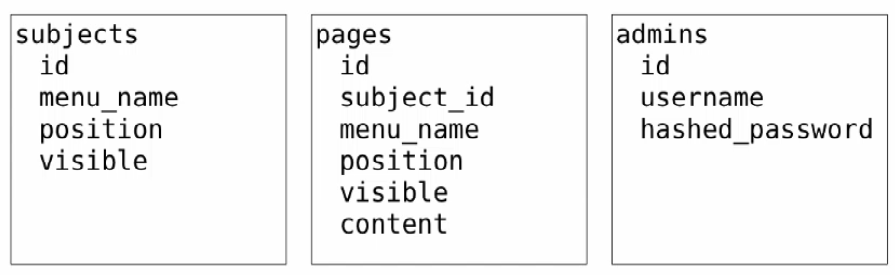 subjects
id
menu_name
position
visible
pages
id
subject_id
menu_name
position
visible
content
admins
id
username
hashed_password